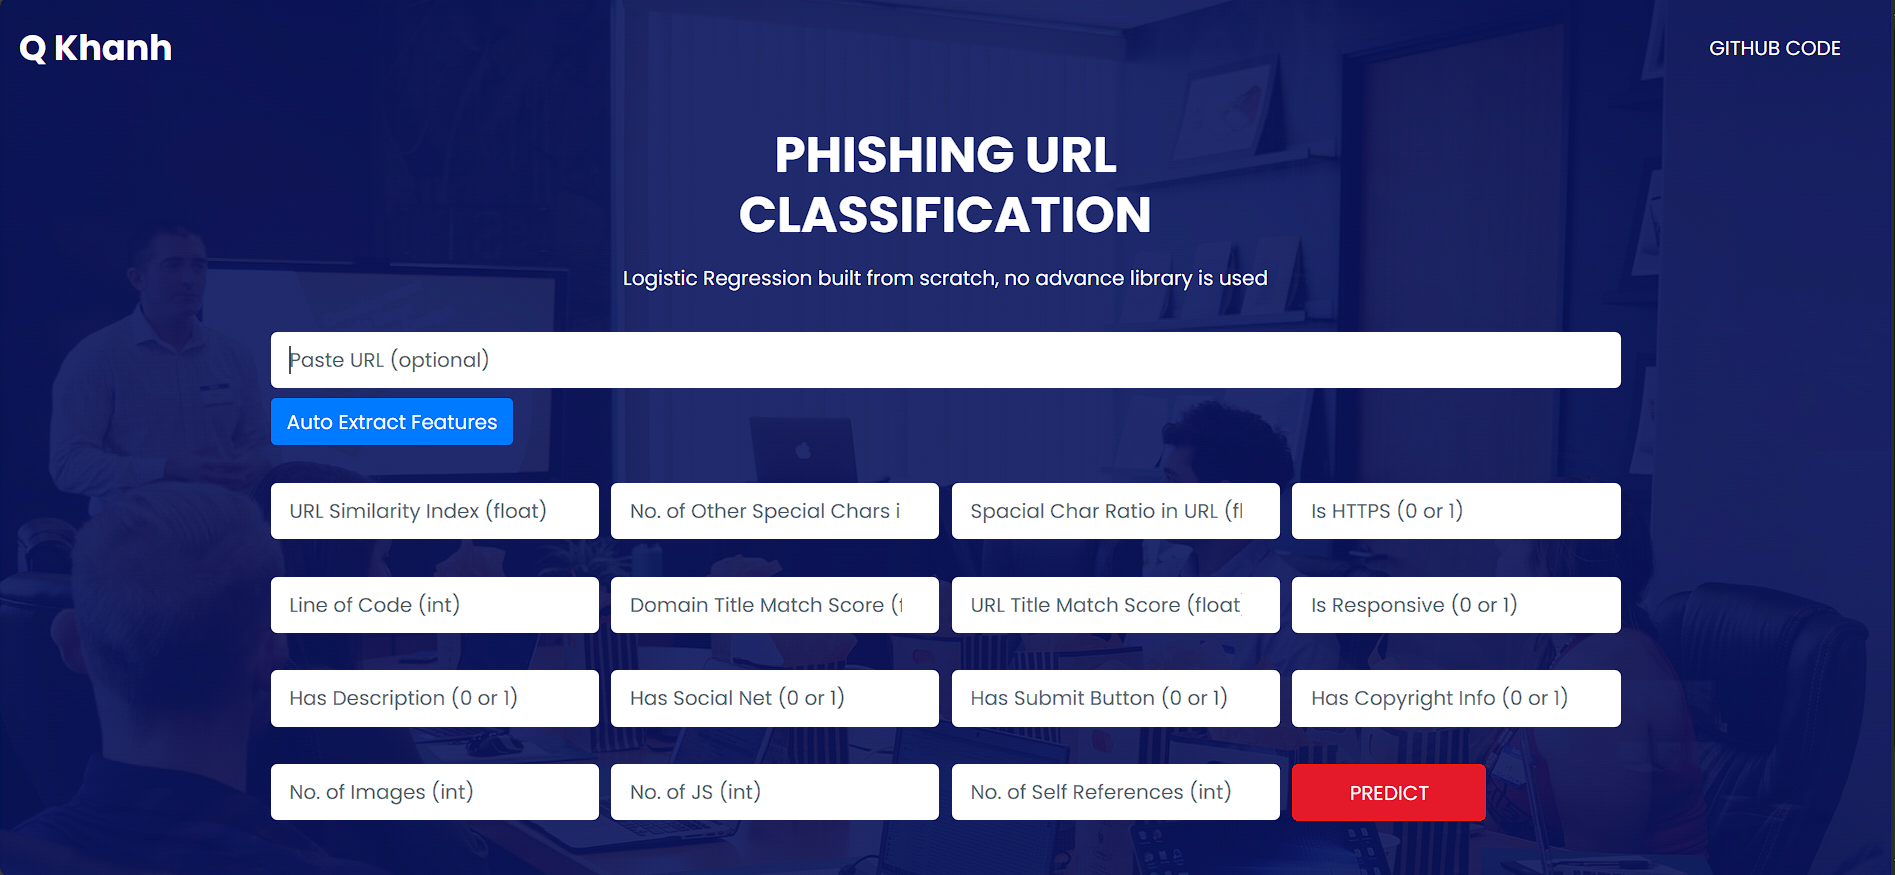 Q Khanh
GITHUB CODE
PHISHING URL
CLASSIFICATION
Logistic Regression built from scratch, no advance library is used
Paste URL (optional)
Auto Extract Features
URL Similarity Index (float)
No. of Other Special Chars i
Spacial Char Ratio in URL (fl
Is HTTPS (0 or 1)
Line of Code (int)
Domain Title Match Score (f
URL Title Match Score (float
Is Responsive (0 or 1)
Has Description (0 or 1)
Has Social Net (0 or 1)
Has Submit Button (0 or 1)
Has Copyright Info (0 or 1)
No. of Images (int)
No. of JS (int)
No. of Self References (int)
PREDICT